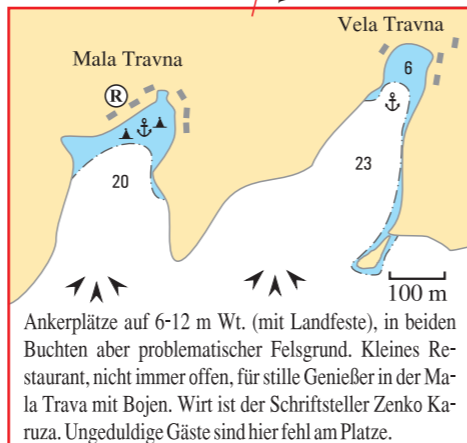 Vela Travna
Mala Travna
6
R
23
20
100 m
Ankerplätze auf 6-12 m Wt. (mit Landfeste), in beiden
Buchten aber problematischer Felsgrund. Kleines Re-
staurant, nicht immer offen, für stille Genießer in der Ma-
la Trava mit Bojen. Wirt ist der Schriftsteller Zenko Ka-
ruza. Ungeduldige Gäste sind hier fehl am Platze.